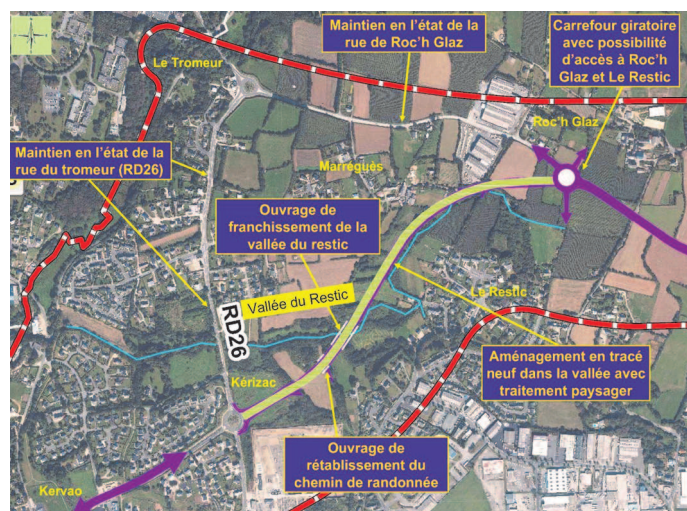 Maintien en l'état de la
rue de Roc'h Glaz
Carrefour giratoire
avec possibilité
d'accès à Roc'h
Glaz et Le Restic
Le Tromeur
Roc'h Glaz
Maintien en l'état de la
rue du tromeur (RD26)
Marregués
Ouvrage de
franchissement de la
vallée du restic
Vallée du Restic
Le Restic
RD26
Aménagement en tracé
neuf dans la vallée avec
traitement paysager
Kérizac
Ouvrage de
rétablissement du
chemin de randonnée
Kervao